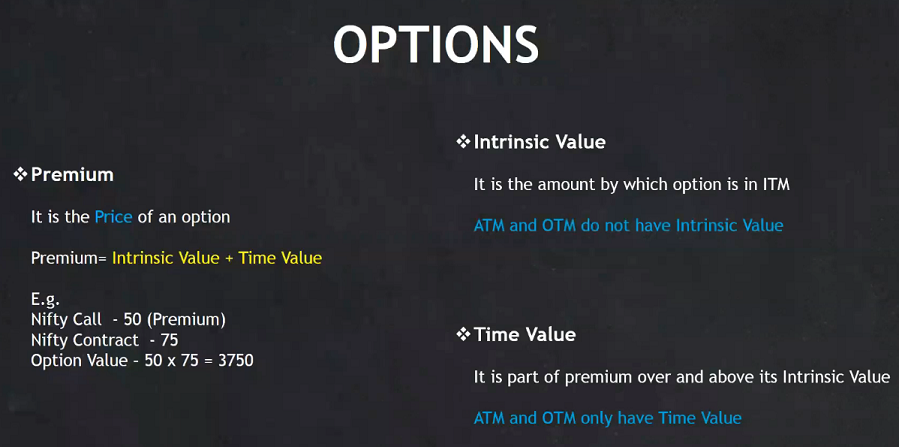 OPTIONS
❖ Premium
It is the Price of an option
Premium= Intrinsic Value + Time Value
E.g.
Nifty Call - 50 (Premium)
Nifty Contract - 75
Option Value - 50 x 75 = 3750
❖ Intrinsic Value
It is the amount by which option is in ITM
ATM and OTM do not have Intrinsic Value
❖ Time Value
It is part of premium over and above its Intrinsic Value
ATM and OTM only have Time Value